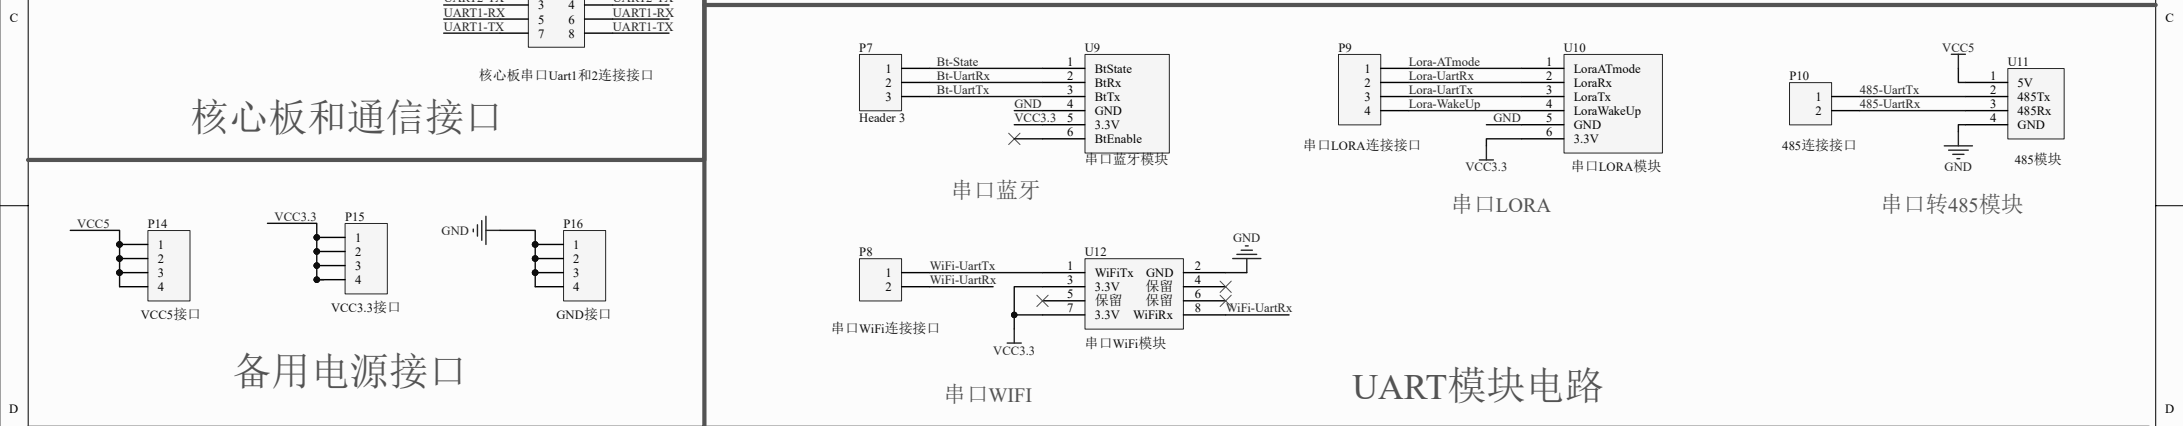 C
UART2-TX 3 4 UART2-TX
UART1-RX 5 6 UART1-RX
UART1-TX 7 8 UART1-TX
核心板串口Uart1和2连接接口
核心板和通信接口
VCC5 P14
1
2
3
4
VCC5接口
VCC3.3 P15
1
2
3
4
VCC3.3接口
GND P16
1
2
3
4
GND接口
备用电源接口
D
P7 U9
1 Bt-State 1 BtState
2 Bt-UartRx 2 BtRx
3 Bt-UartTx 3 BtTx
GND 4 GND
Header 3 VCC3.3 5 3.3V
6 BtEnable
串口蓝牙模块
串口蓝牙
P9 U10
1 Lora-ATmode 1 LoraATmode
2 Lora-UartRx 2 LoraRx
3 Lora-UartTx 3 LoraTx
4 Lora-WakeUp 4 LoraWakeUp
GND 5 GND
6 3.3V
串口LORA连接接口
VCC3.3 串口LORA模块
串口LORA
VCC5
P10 U11
1 5V
1 485-UartTx 2 485Tx
2 485-UartRx 3 485Rx
4 GND
485连接接口
GND 485模块
串口转485模块
P8 U12 GND
1 WiFi-UartTx 1 WiFiTx GND 2
2 WiFi-UartRx 3 3.3V 保留 4
5 保留 保留 6
7 3.3V WiFiRx 8 WiFi-UartRx
串口WiFi连接接口
VCC3.3 串口WiFi模块
串口WIFI
UART模块电路
C
D